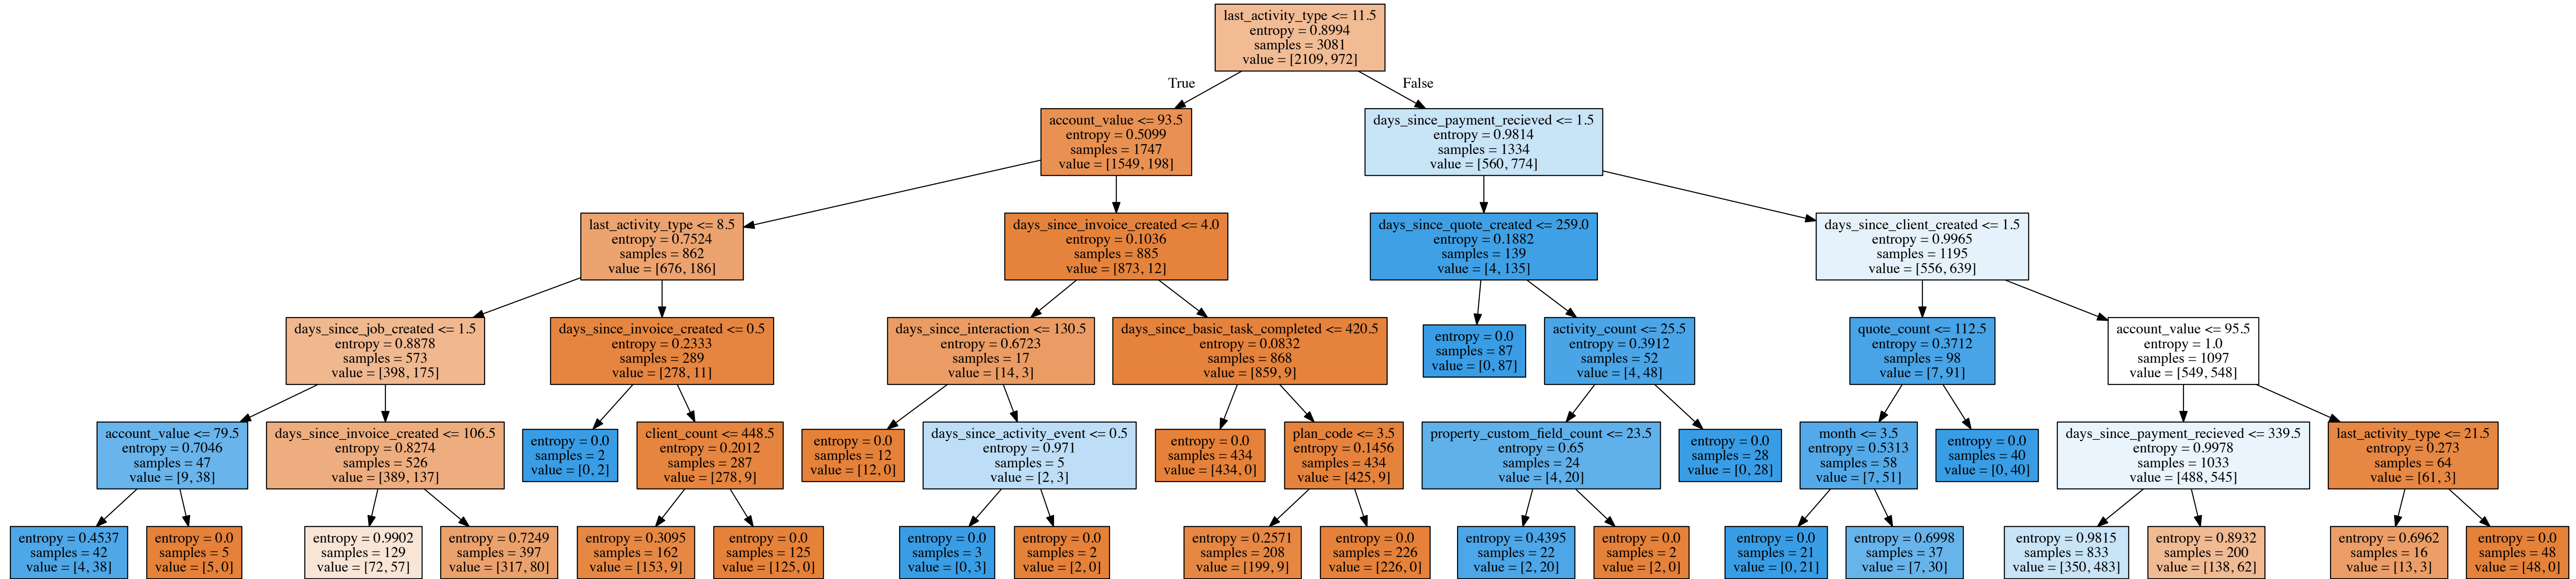 last_activity_type <= 11.5
entropy = 0.8994
samples = 3081
value = [2109, 972]
True
False
account_value <= 93.5
entropy = 0.5099
samples = 1747
value = [1549, 198]
days_since_payment_recieved <= 1.5
entropy = 0.9814
samples = 1334
value = [560, 774]
last_activity_type <= 8.5
entropy = 0.7524
samples = 862
value = [676, 186]
days_since_invoice_created <= 4.0
entropy = 0.1036
samples = 885
value = [873, 12]
days_since_quote_created <= 259.0
entropy = 0.1882
samples = 139
value = [4, 135]
days_since_client_created <= 1.5
entropy = 0.9965
samples = 1195
value = [556, 639]
days_since_job_created <= 1.5
entropy = 0.8878
samples = 573
value = [398, 175]
days_since_invoice_created <= 0.5
entropy = 0.2333
samples = 289
value = [278, 11]
days_since_interaction <= 130.5
entropy = 0.6723
samples = 17
value = [14, 3]
days_since_basic_task_completed <= 420.5
entropy = 0.0832
samples = 868
value = [859, 9]
entropy = 0.0
samples = 87
value = [0, 87]
activity_count <= 25.5
entropy = 0.3912
samples = 52
value = [4, 48]
quote_count <= 112.5
entropy = 0.3712
samples = 98
value = [7, 91]
account_value <= 95.5
entropy = 1.0
samples = 1097
value = [549, 548]
account_value <= 79.5
entropy = 0.7046
samples = 47
value = [9, 38]
days_since_invoice_created <= 106.5
entropy = 0.8274
samples = 526
value = [389, 137]
entropy = 0.0
samples = 2
value = [0, 2]
client_count <= 448.5
entropy = 0.2012
samples = 287
value = [278, 9]
entropy = 0.0
samples = 12
value = [12, 0]
days_since_activity_event <= 0.5
entropy = 0.971
samples = 5
value = [2, 3]
entropy = 0.0
samples = 434
value = [434, 0]
plan_code <= 3.5
entropy = 0.1456
samples = 434
value = [425, 9]
property_custom_field_count <= 23.5
entropy = 0.65
samples = 24
value = [4, 20]
entropy = 0.0
samples = 28
value = [0, 28]
month <= 3.5
entropy = 0.5313
samples = 58
value = [7, 51]
entropy = 0.0
samples = 40
value = [0, 40]
days_since_payment_recieved <= 339.5
entropy = 0.9978
samples = 1033
value = [488, 545]
last_activity_type <= 21.5
entropy = 0.273
samples = 64
value = [61, 3]
entropy = 0.4537
samples = 42
value = [4, 38]
entropy = 0.0
samples = 5
value = [5, 0]
entropy = 0.9902
samples = 129
value = [72, 57]
entropy = 0.7249
samples = 397
value = [317, 80]
entropy = 0.3095
samples = 162
value = [153, 9]
entropy = 0.0
samples = 125
value = [125, 0]
entropy = 0.0
samples = 3
value = [0, 3]
entropy = 0.0
samples = 2
value = [2, 0]
entropy = 0.2571
samples = 208
value = [199, 9]
entropy = 0.0
samples = 226
value = [226, 0]
entropy = 0.4395
samples = 22
value = [2, 20]
entropy = 0.0
samples = 2
value = [2, 0]
entropy = 0.0
samples = 21
value = [0, 21]
entropy = 0.6998
samples = 37
value = [7, 30]
entropy = 0.9815
samples = 833
value = [350, 483]
entropy = 0.8932
samples = 200
value = [138, 62]
entropy = 0.6962
samples = 16
value = [13, 3]
entropy = 0.0
samples = 48
value = [48, 0]